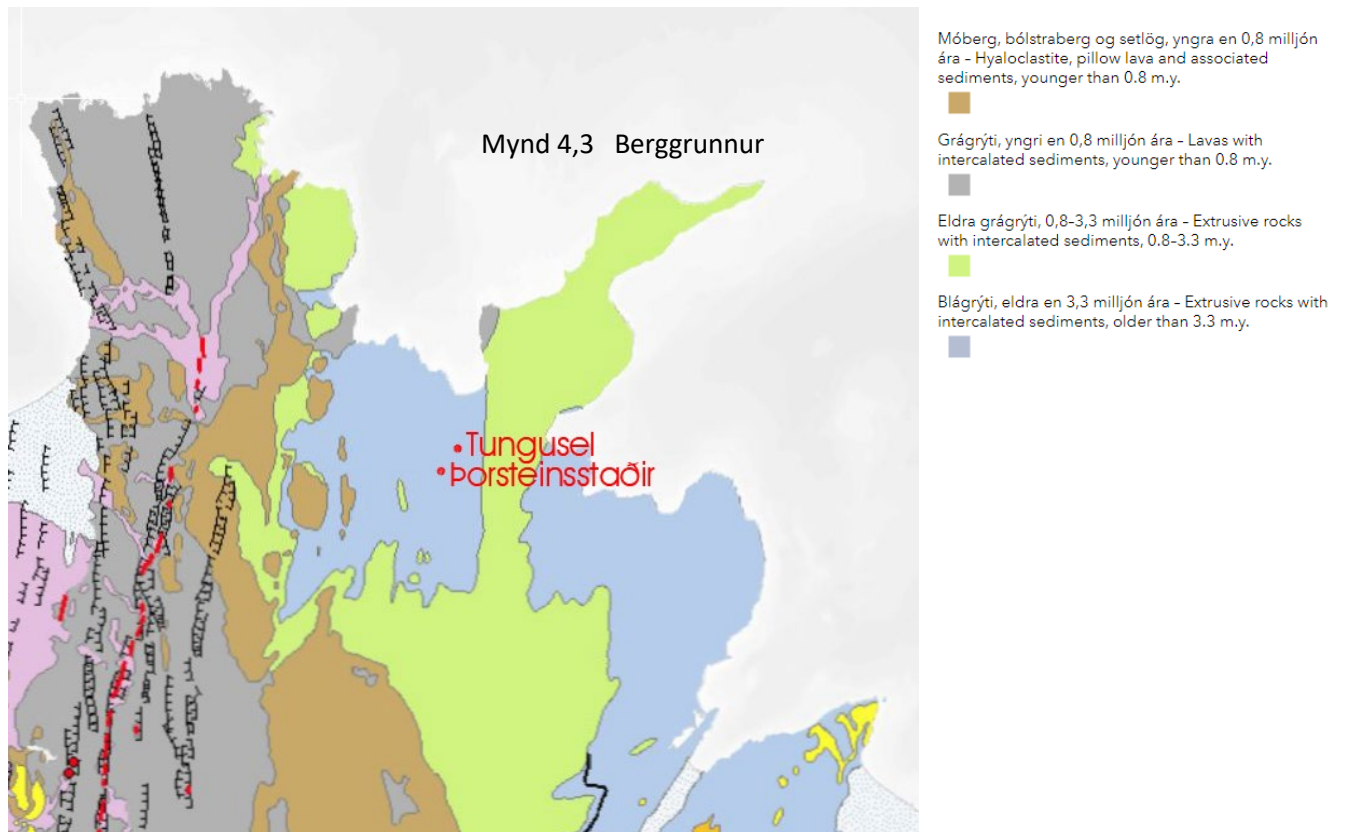 Mynd 4,3 Berggrunnur
Tungusel
Þorsteinsstaðir
Móberg, bólstraberg og setlög, yngra en 0,8 milljón
ára - Hyaloclastite, pillow lava and associated
sediments, younger than 0.8 m.y.
Grágrýti, yngri en 0,8 milljón ára - Lavas with
intercalated sediments, younger than 0.8 m.y.
Eldra grágrýti, 0,8-3,3 milljón ára - Extrusive rocks
with intercalated sediments, 0.8-3.3 m.y.
Blágrýti, eldra en 3,3 milljón ára - Extrusive rocks with
intercalated sediments, older than 3.3 m.y.